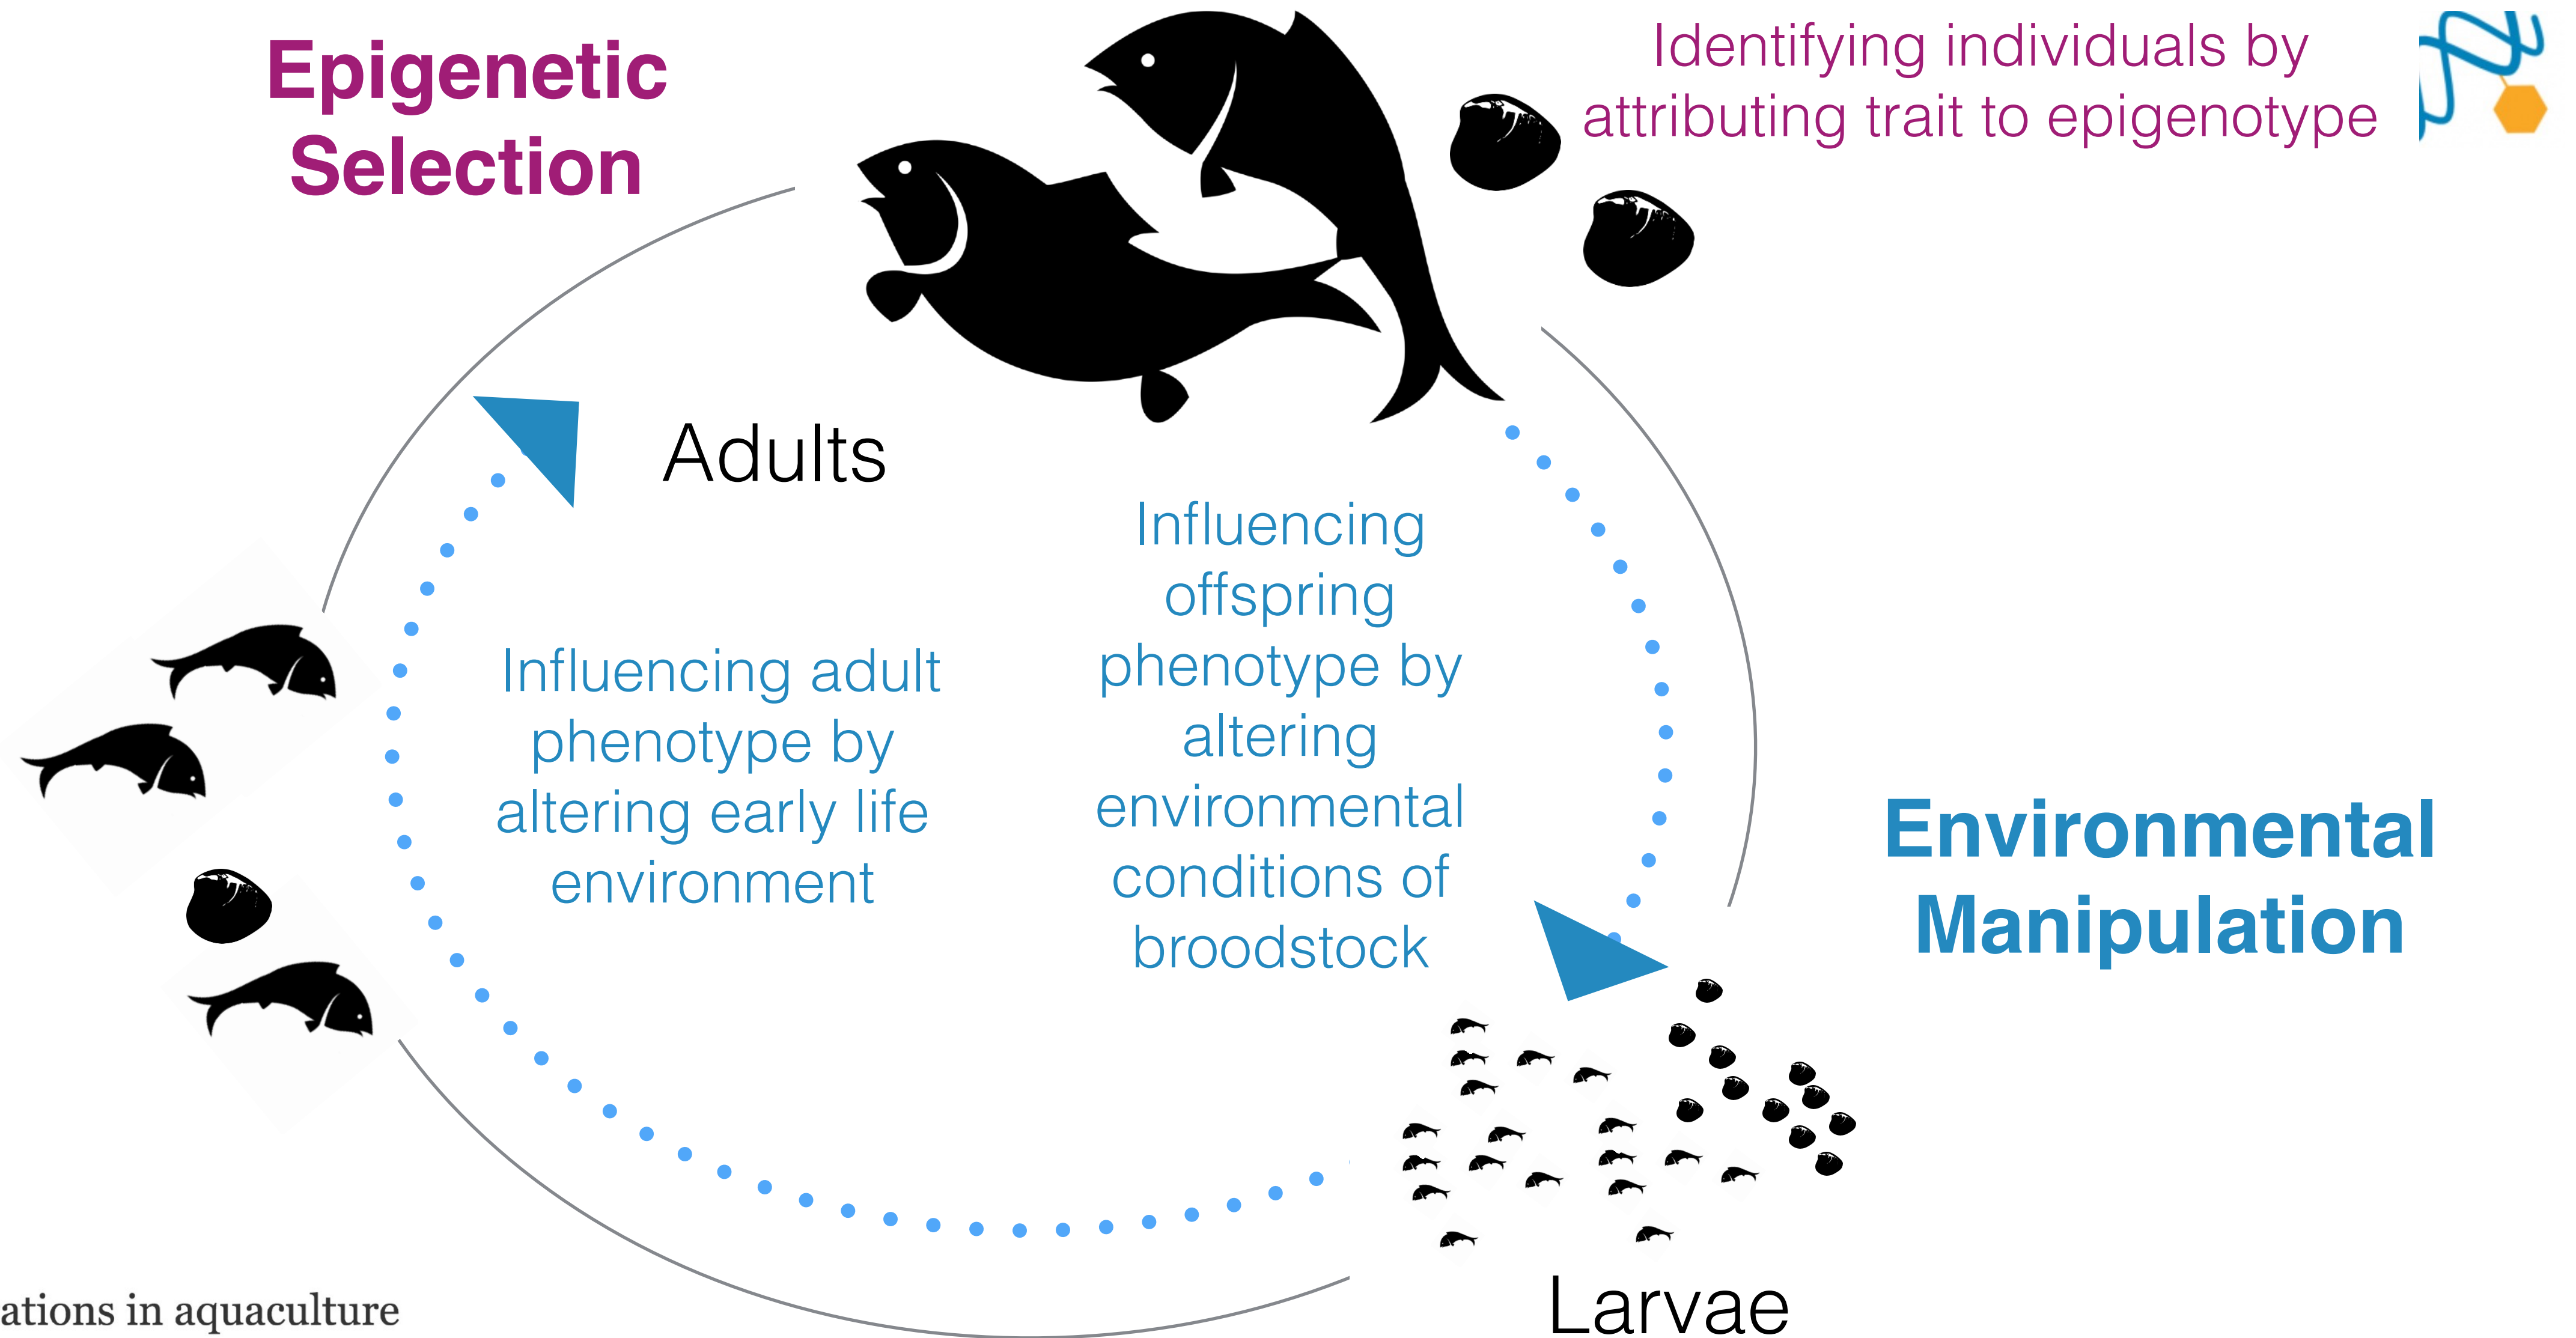 Epigenetic
Selection
Identifying individuals by
attributing trait to epigenotype
Adults
Influencing
offspring
phenotype by
altering
environmental
conditions of
broodstock
Influencing adult
phenotype by
altering early life
environment
Environmental
Manipulation
Larvae
ations in aquaculture